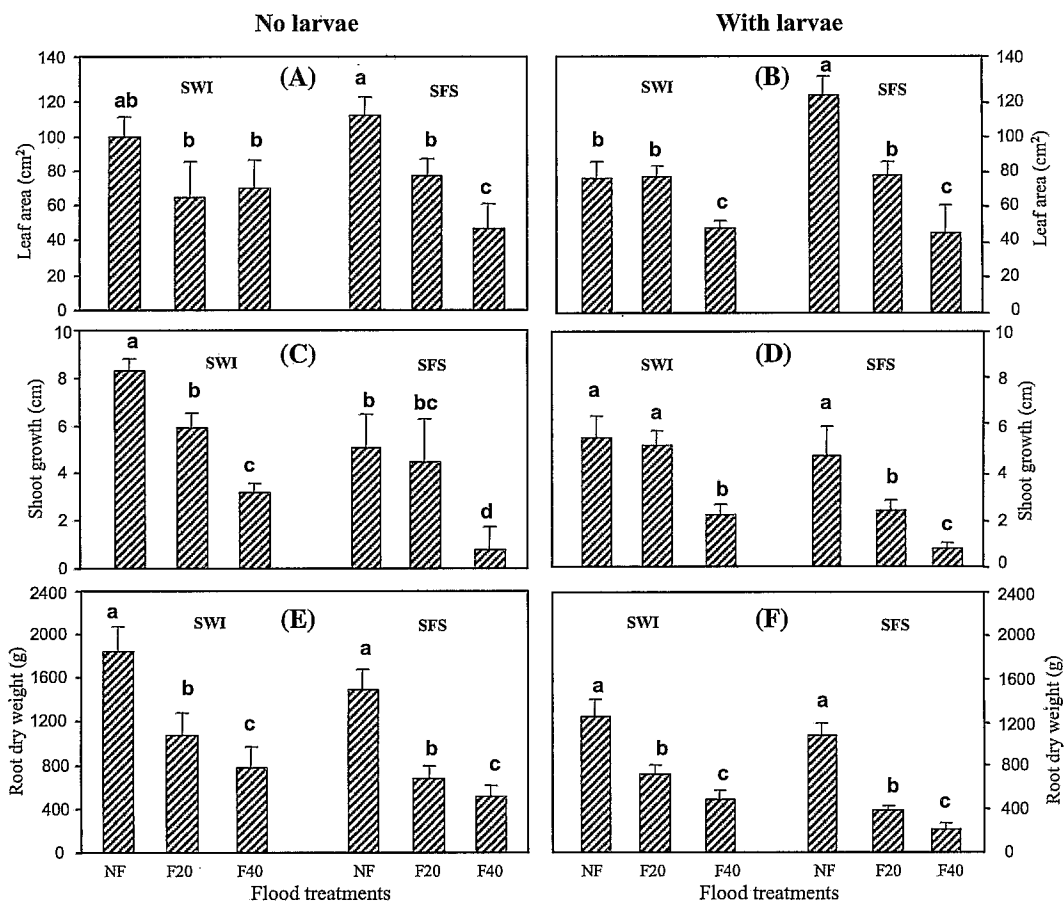 No larvae
With larvae
140
120
100
80
60
40
20
0
Leaf area (cm²)
SWI
(A)
SFS
ab
b
b
a
b
c
SWI
(B)
SFS
b
b
c
a
b
c
140
120
100
80
60
40
20
0
Leaf area (cm²)
10
8
6
4
2
0
Shoot growth (cm)
SWI
(C)
SFS
a
b
c
b
bc
d
SWI
(D)
SFS
a
a
b
a
b
c
10
8
6
4
2
0
Shoot growth (cm)
2400
2000
1600
1200
800
400
0
Root dry weight (g)
SWI
(E)
SFS
a
b
c
a
b
c
NF F20 F40 NF F20 F40
Flood treatments
SWI
(F)
SFS
a
b
c
a
b
c
2400
2000
1600
1200
800
400
0
Root dry weight (g)
NF F20 F40 NF F20 F40
Flood treatments